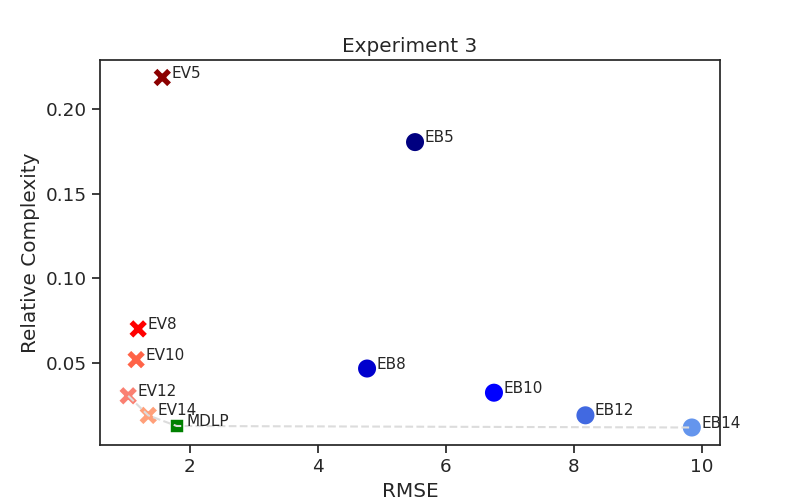 Experiment 3
EV5
0.20
EB5
0.15
Relative Complexity
0.10
EV8
EV10
0.05
EB8
EV12
EB10
EV14
EB12
MDLP
EB14
2
4
6
8
10
RMSE